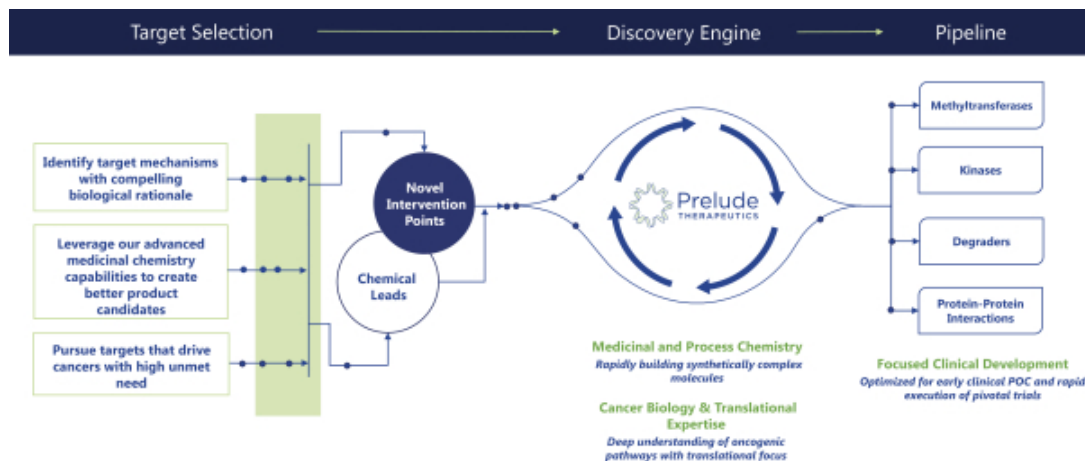 Target Selection
Discovery Engine
Pipeline
Identify target mechanisms
with compelling
biological rationale
Leverage our advanced
medicinal chemistry
capabilities to create
better product
candidates
Pursue targets that drive
cancers with high unmet
need
Novel
Intervention
Points
Chemical
Leads
Prelude
THERAPEUTICS
Medicinal and Process Chemistry
Rapidly building synthetically complex
molecules
Cancer Biology & Translational
Expertise
Deep understanding of oncogenic
pathways with translational focus
Methyltransferases
Kinases
Degraders
Protein-Protein
Interactions
Focused Clinical Development
Optimized for early clinical POC and rapid
execution of pivotal trials